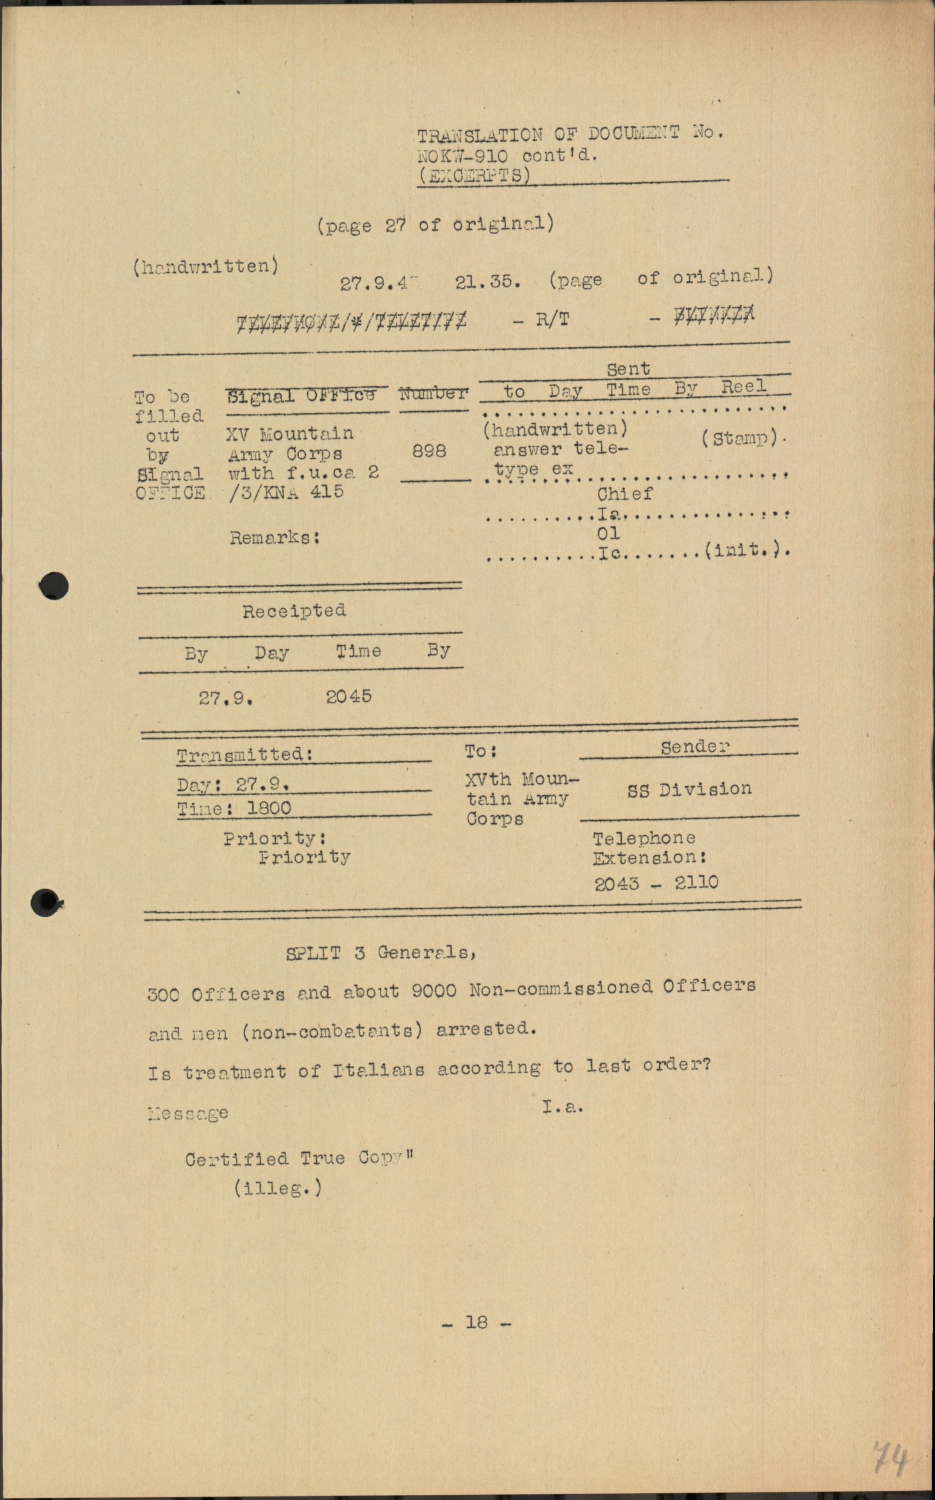 TRANSLATION OF DOCUMENT No.
NOKW-910 cont'd.
(EXCERPTS)
(page 27 of original)
(handwritten)
27.9.4 21.35. (page of original)
- R/T -
Sent
To be Signal Office Number to Day Time By Reel
filled
out XV Mountain (handwritten) (Stamp).
by Army Corps 898 answer tele-
Signal with f.u.ca 2 type ex
OFFICE /3/KNA 415 Chief
..........Ia...............
Remarks: Ol
..........Ic.......(init.).
Receipted
By Day Time By
27.9. 2045
Transmitted: To: Sender
Day: 27.9. XVth Moun-
Time: 1800 tain Army SS Division
Corps
Priority: Telephone
Priority Extension:
2043 - 2110
SPLIT 3 Generals,
300 Officers and about 9000 Non-commissioned Officers
and men (non-combatants) arrested.
Is treatment of Italians according to last order?
Message I.a.
Certified True Copy"
(illeg.)
- 18 -
74